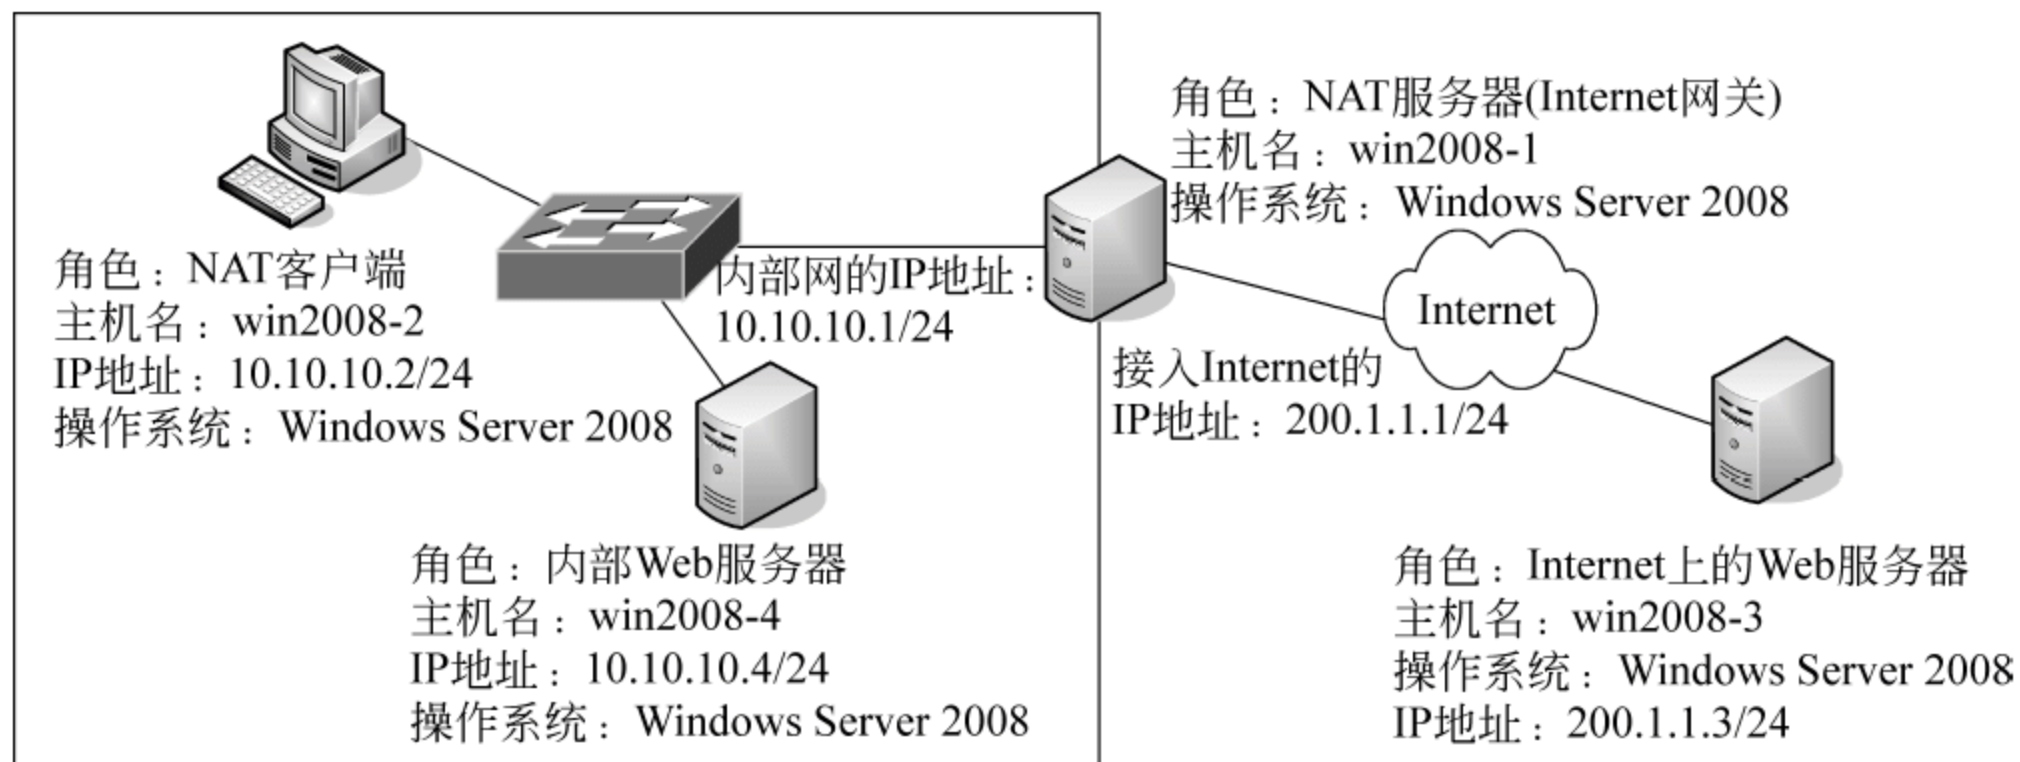 角色：NAT服务器(Internet网关)
主机名：win2008-1
操作系统：Windows Server 2008
角色：NAT客户端
主机名：win2008-2
IP地址：10.10.10.2/24
操作系统：Windows Server 2008
内部网的IP地址：
10.10.10.1/24
Internet
接入Internet的
IP地址：200.1.1.1/24
角色：内部Web服务器
主机名：win2008-4
IP地址：10.10.10.4/24
操作系统：Windows Server 2008
角色：Internet上的Web服务器
主机名：win2008-3
操作系统：Windows Server 2008
IP地址：200.1.1.3/24